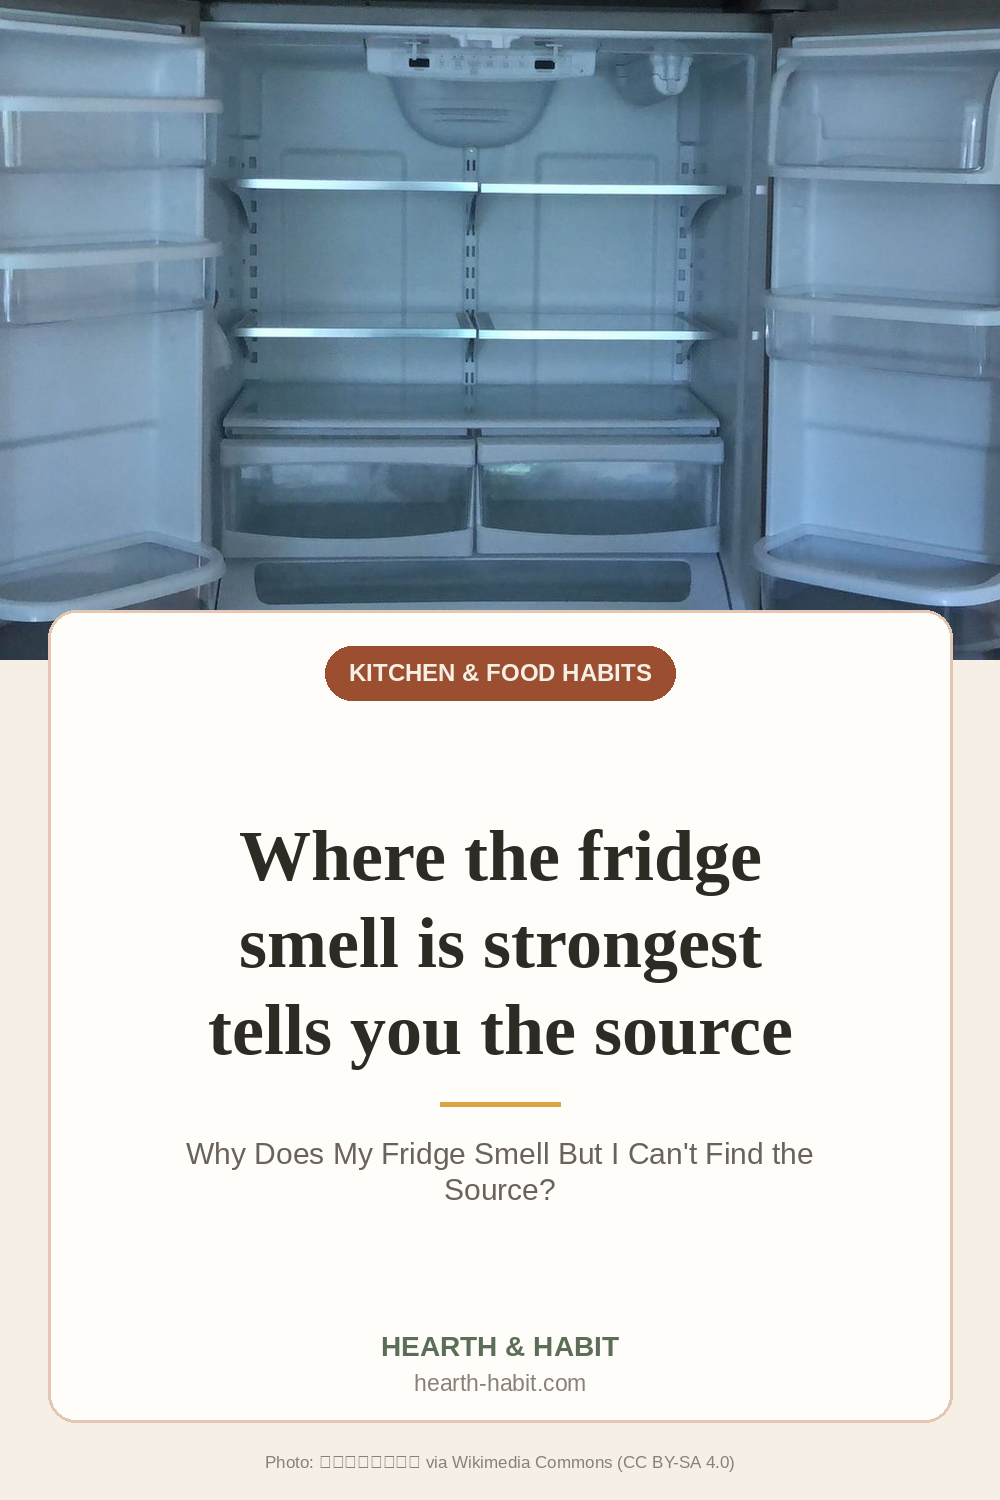 KITCHEN & FOOD HABITS
Where the fridge
smell is strongest
tells you the source
Why Does My Fridge Smell But I Can't Find the
Source?
HEARTH & HABIT
hearth-habit.com
Photo: via Wikimedia Commons (CC BY-SA 4.0)